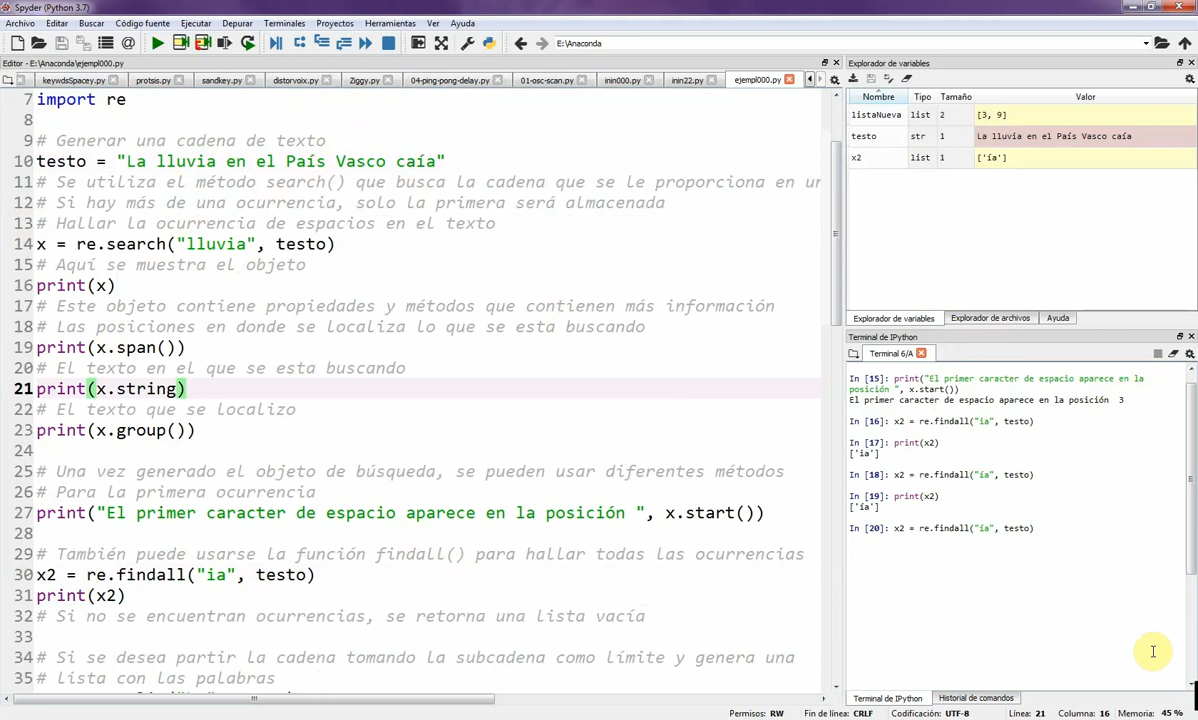 Spyder (Python 3.7)
Archivo Editar Buscar Código fuente Ejecutar Depurar Terminales Proyectos Herramientas Ver Ayuda
E:\Anaconda
Editor - E:\Anaconda\ejempl000.py
keywdsSpacey.py protsis.py sandkey.py distorvoix.py Ziggy.py 04-ping-pong-delay.py 01-osc-scan.py inin000.py inin22.py ejempl000.py
7 import re
8
9 # Generar una cadena de texto
10 testo = "La lluvia en el País Vasco caía"
11 # Se utiliza el método search() que busca la cadena que se le proporciona en un
12 # Si hay más de una ocurrencia, solo la primera será almacenada
13 # Hallar la ocurrencia de espacios en el texto
14 x = re.search("lluvia", testo)
15 # Aquí se muestra el objeto
16 print(x)
17 # Este objeto contiene propiedades y métodos que contienen más información
18 # Las posiciones en donde se localiza lo que se esta buscando
19 print(x.span())
20 # El texto en el que se esta buscando
21 print(x.string)
22 # El texto que se localizo
23 print(x.group())
24
25 # Una vez generado el objeto de búsqueda, se pueden usar diferentes métodos
26 # Para la primera ocurrencia
27 print("El primer caracter de espacio aparece en la posición ", x.start())
28
29 # También puede usarse la función findall() para hallar todas las ocurrencias
30 x2 = re.findall("ia", testo)
31 print(x2)
32 # Si no se encuentran ocurrencias, se retorna una lista vacía
33
34 # Si se desea partir la cadena tomando la subcadena como límite y genera una
35 # lista con las palabras
Explorador de variables
Nombre Tipo Tamaño Valor
listaNueva list 2 [3, 9]
testo str 1 La lluvia en el País Vasco caía
x2 list 1 ['ía']
Explorador de variables Explorador de archivos Ayuda
Terminal de IPython
Terminal 6/A
In [15]: print("El primer caracter de espacio aparece en la
posición ", x.start())
El primer caracter de espacio aparece en la posición  3
In [16]: x2 = re.findall("ia", testo)
In [17]: print(x2)
['ia']
In [18]: x2 = re.findall("ía", testo)
In [19]: print(x2)
['ía']
In [20]: x2 = re.findall("ía", testo)
Terminal de IPython Historial de comandos
Permisos: RW Fin de línea: CRLF Codificación: UTF-8 Línea: 21 Columna: 16 Memoria: 45 %